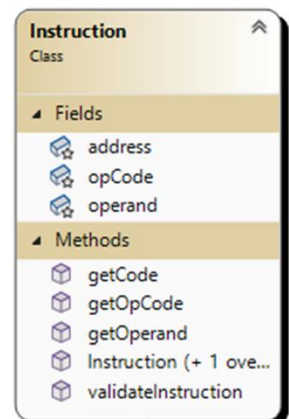 Instruction
Class
Fields
address
opCode
operand
Methods
getCode
getOpCode
getOperand
Instruction (+ 1 ove...
validateInstruction